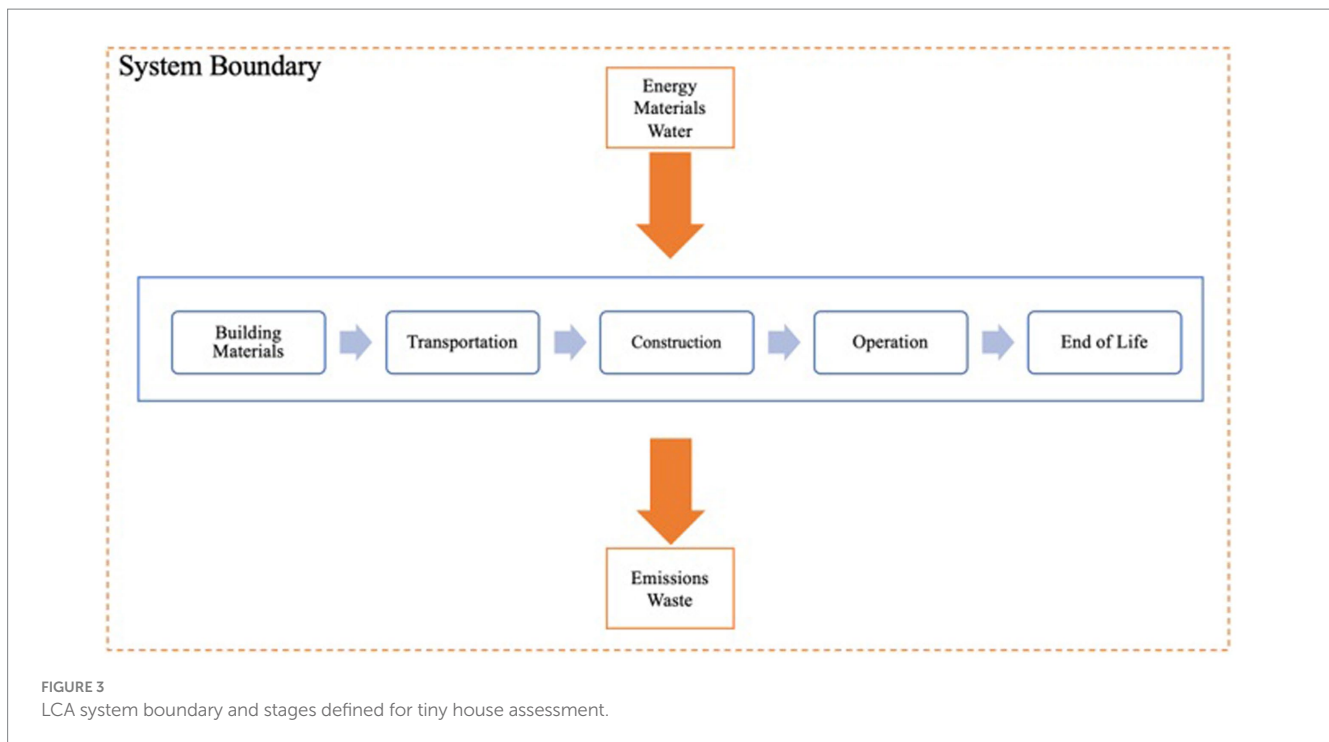 System Boundary
Energy
Materials
Water
Building
Materials
Transportation
Construction
Operation
End of Life
Emissions
Waste
FIGURE 3
LCA system boundary and stages defined for tiny house assessment.